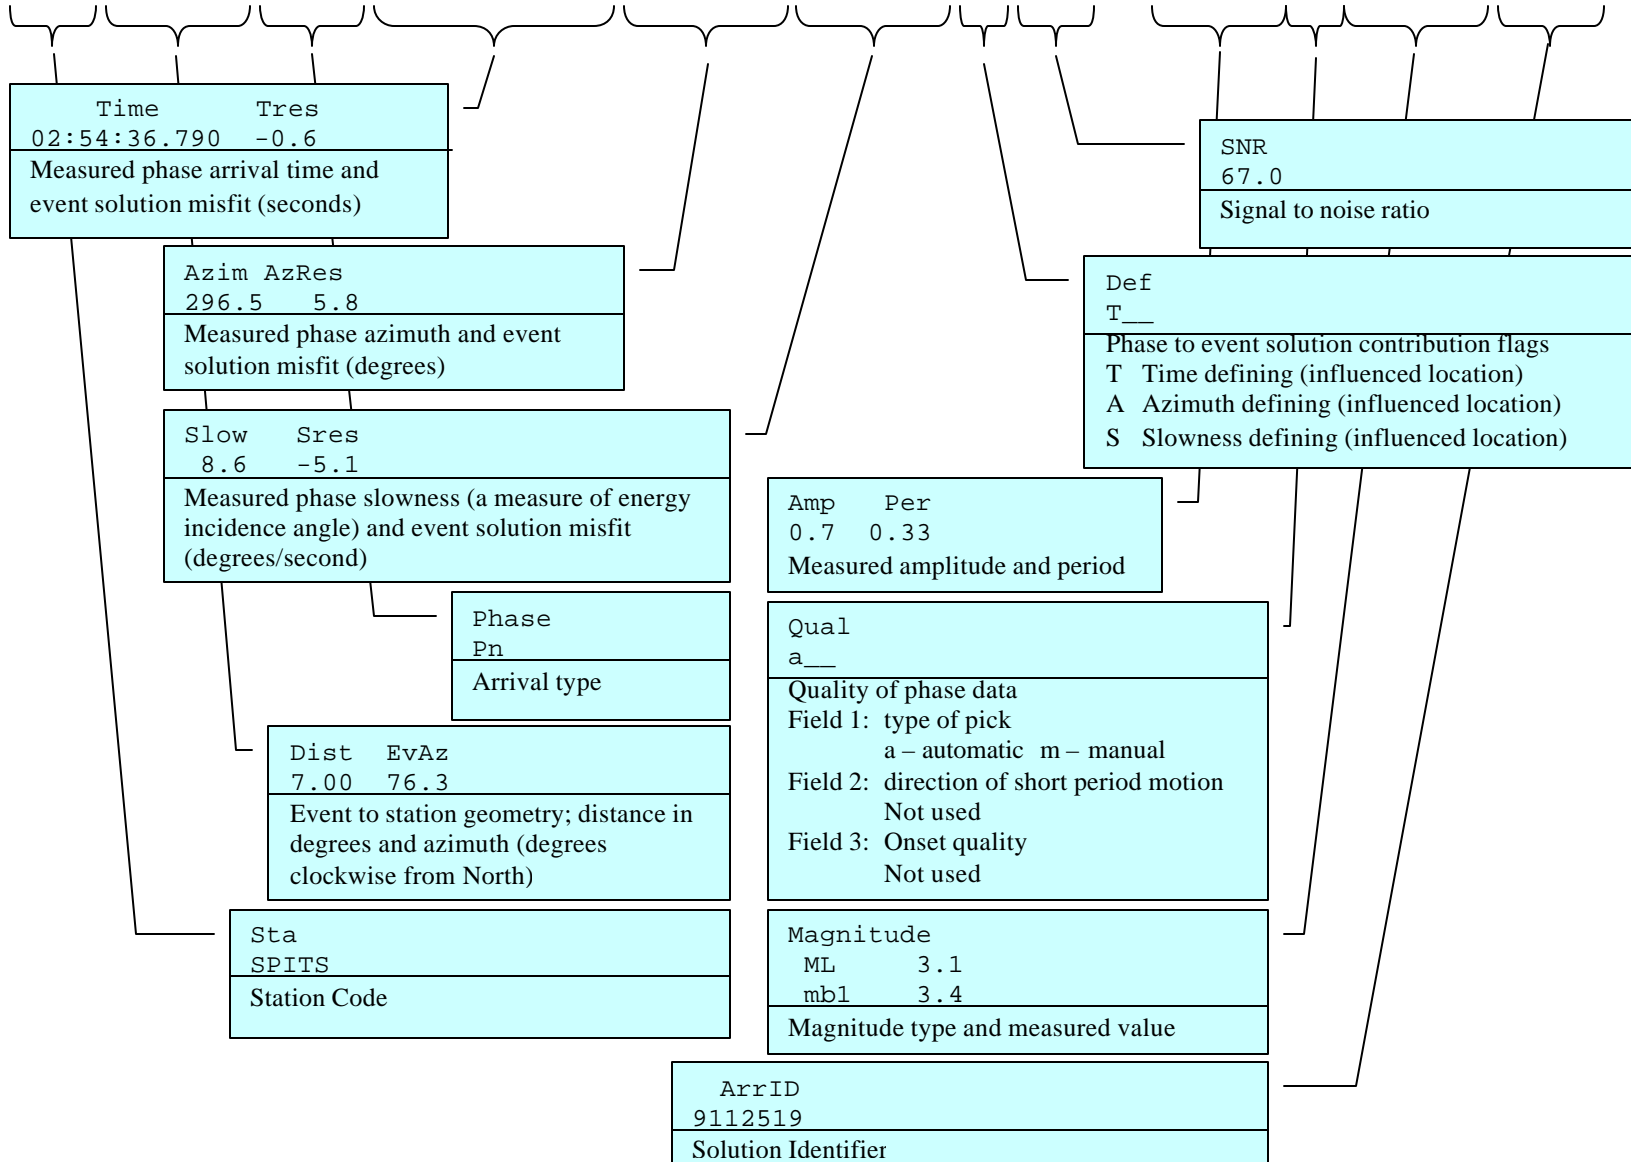 Time Tres
02:54:36.790 -0.6
Measured phase arrival time and
event solution misfit (seconds)
SNR
67.0
Signal to noise ratio
Azim AzRes
296.5 5.8
Measured phase azimuth and event
solution misfit (degrees)
Def
T__
Phase to event solution contribution flags
T Time defining (influenced location)
A Azimuth defining (influenced location)
S Slowness defining (influenced location)
Slow Sres
8.6 -5.1
Measured phase slowness (a measure of energy
incidence angle) and event solution misfit
(degrees/second)
Amp Per
0.7 0.33
Measured amplitude and period
Phase
Pn
Arrival type
Qual
a__
Quality of phase data
Field 1: type of pick
a – automatic m – manual
Field 2: direction of short period motion
Not used
Field 3: Onset quality
Not used
Dist EvAz
7.00 76.3
Event to station geometry; distance in
degrees and azimuth (degrees
clockwise from North)
Sta
SPITS
Station Code
Magnitude
ML 3.1
mb1 3.4
Magnitude type and measured value
ArrID
9112519
Solution Identifier